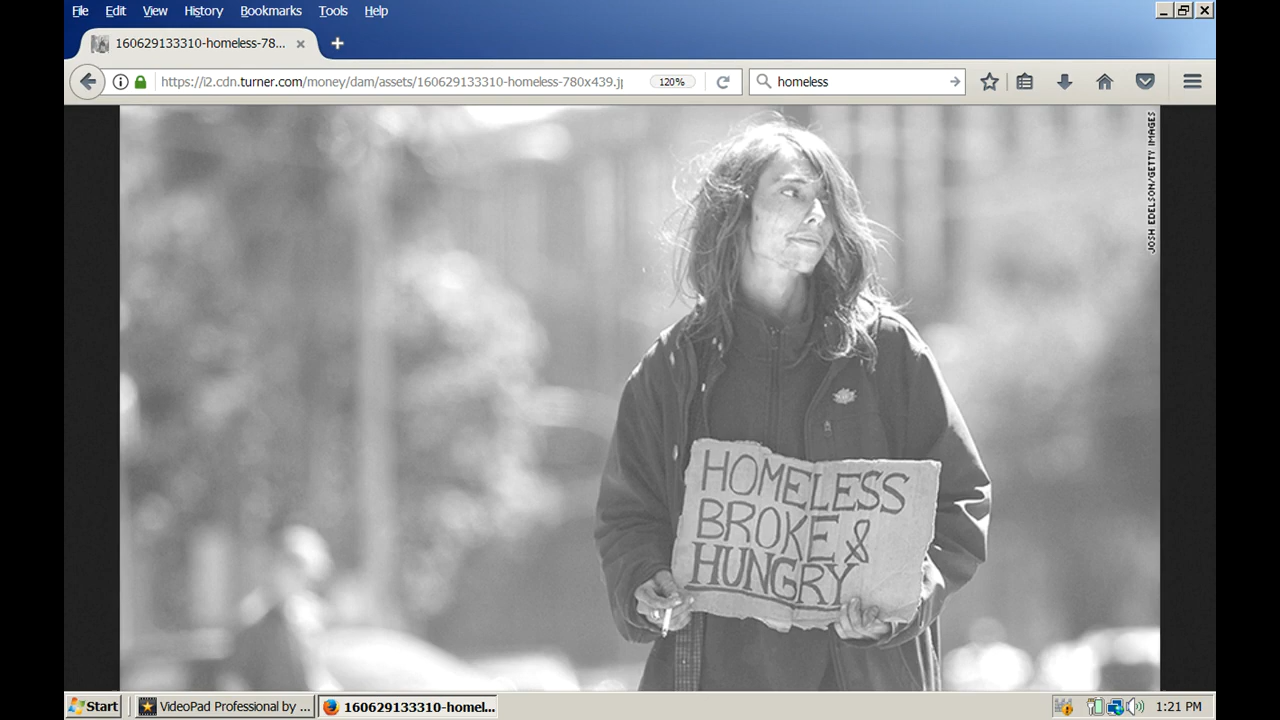 File Edit View History Bookmarks Tools Help
160629133310-homeless-78...
https://i2.cdn.turner.com/money/dam/assets/160629133310-homeless-780x439.jp
120%
homeless
JOSH EDELSON/GETTY IMAGES
HOMELESS
BROKE &
HUNGRY
Start
VideoPad Professional by ...
160629133310-homel...
1:21 PM